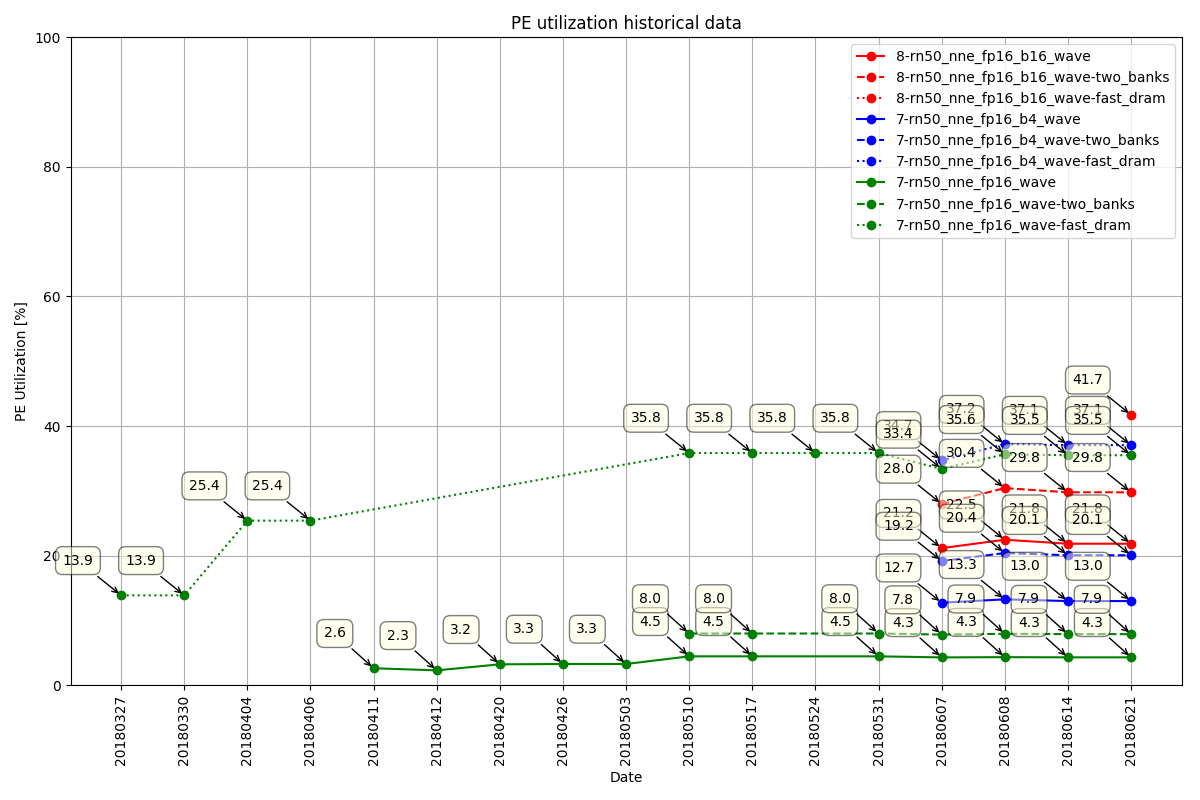 PE utilization historical data
100
80
60
40
20
0
PE Utilization [%]
8-rn50_nne_fp16_b16_wave
8-rn50_nne_fp16_b16_wave-two_banks
8-rn50_nne_fp16_b16_wave-fast_dram
7-rn50_nne_fp16_b4_wave
7-rn50_nne_fp16_b4_wave-two_banks
7-rn50_nne_fp16_b4_wave-fast_dram
7-rn50_nne_fp16_wave
7-rn50_nne_fp16_wave-two_banks
7-rn50_nne_fp16_wave-fast_dram
41.7
37.2 37.1 37.1
35.8 35.8 35.8 35.8 34.7 35.6 35.5 35.5
33.4
30.4 29.8 29.8
28.0
25.4 25.4
22.5 21.8 21.8
21.2 20.4 20.1 20.1
19.2
13.9 13.9 12.7 13.3 13.0 13.0
8.0 8.0 8.0 7.8 7.9 7.9 7.9
4.5 4.5 4.5 4.3 4.3 4.3 4.3
2.6 2.3 3.2 3.3 3.3
20180327
20180330
20180404
20180406
20180411
20180412
20180420
20180426
20180503
20180510
20180517
20180524
20180531
20180607
20180608
20180614
20180621
Date